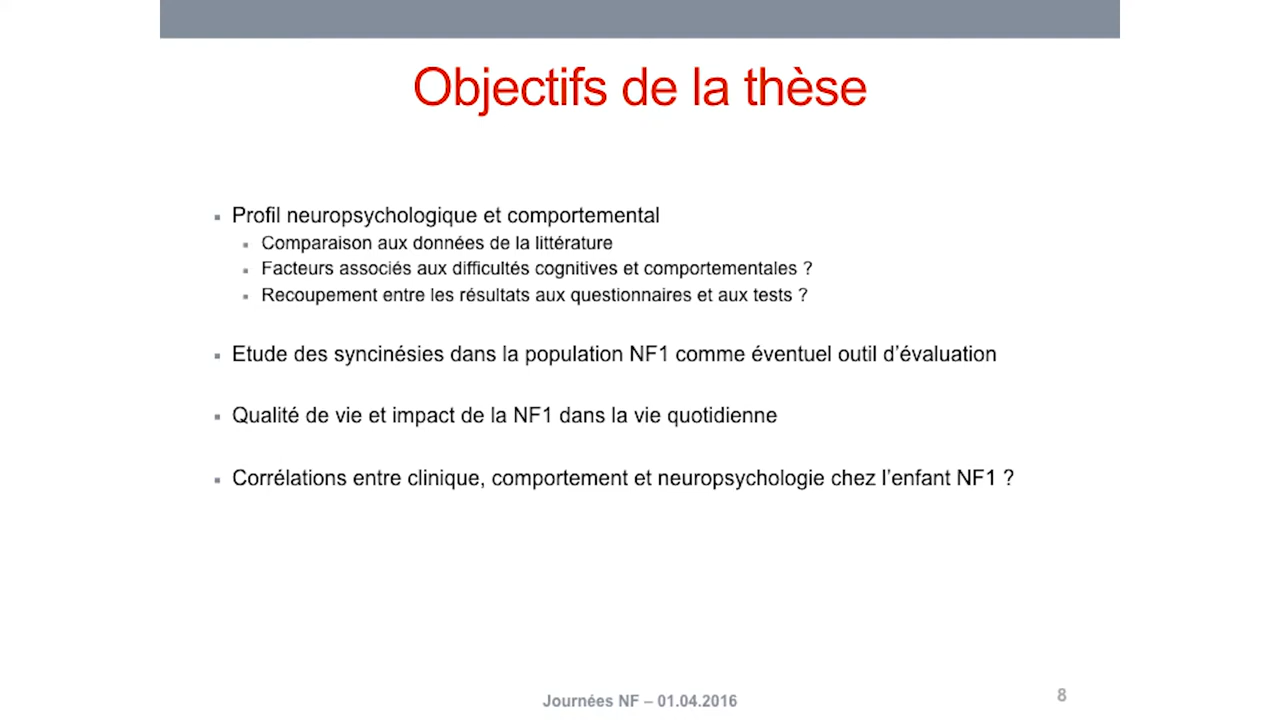 Objectifs de la thèse
Profil neuropsychologique et comportemental
Comparaison aux données de la littérature
Facteurs associés aux difficultés cognitives et comportementales ?
Recoupement entre les résultats aux questionnaires et aux tests ?
Etude des syncinésies dans la population NF1 comme éventuel outil d'évaluation
Qualité de vie et impact de la NF1 dans la vie quotidienne
Corrélations entre clinique, comportement et neuropsychologie chez l'enfant NF1 ?
Journées NF – 01.04.2016
8